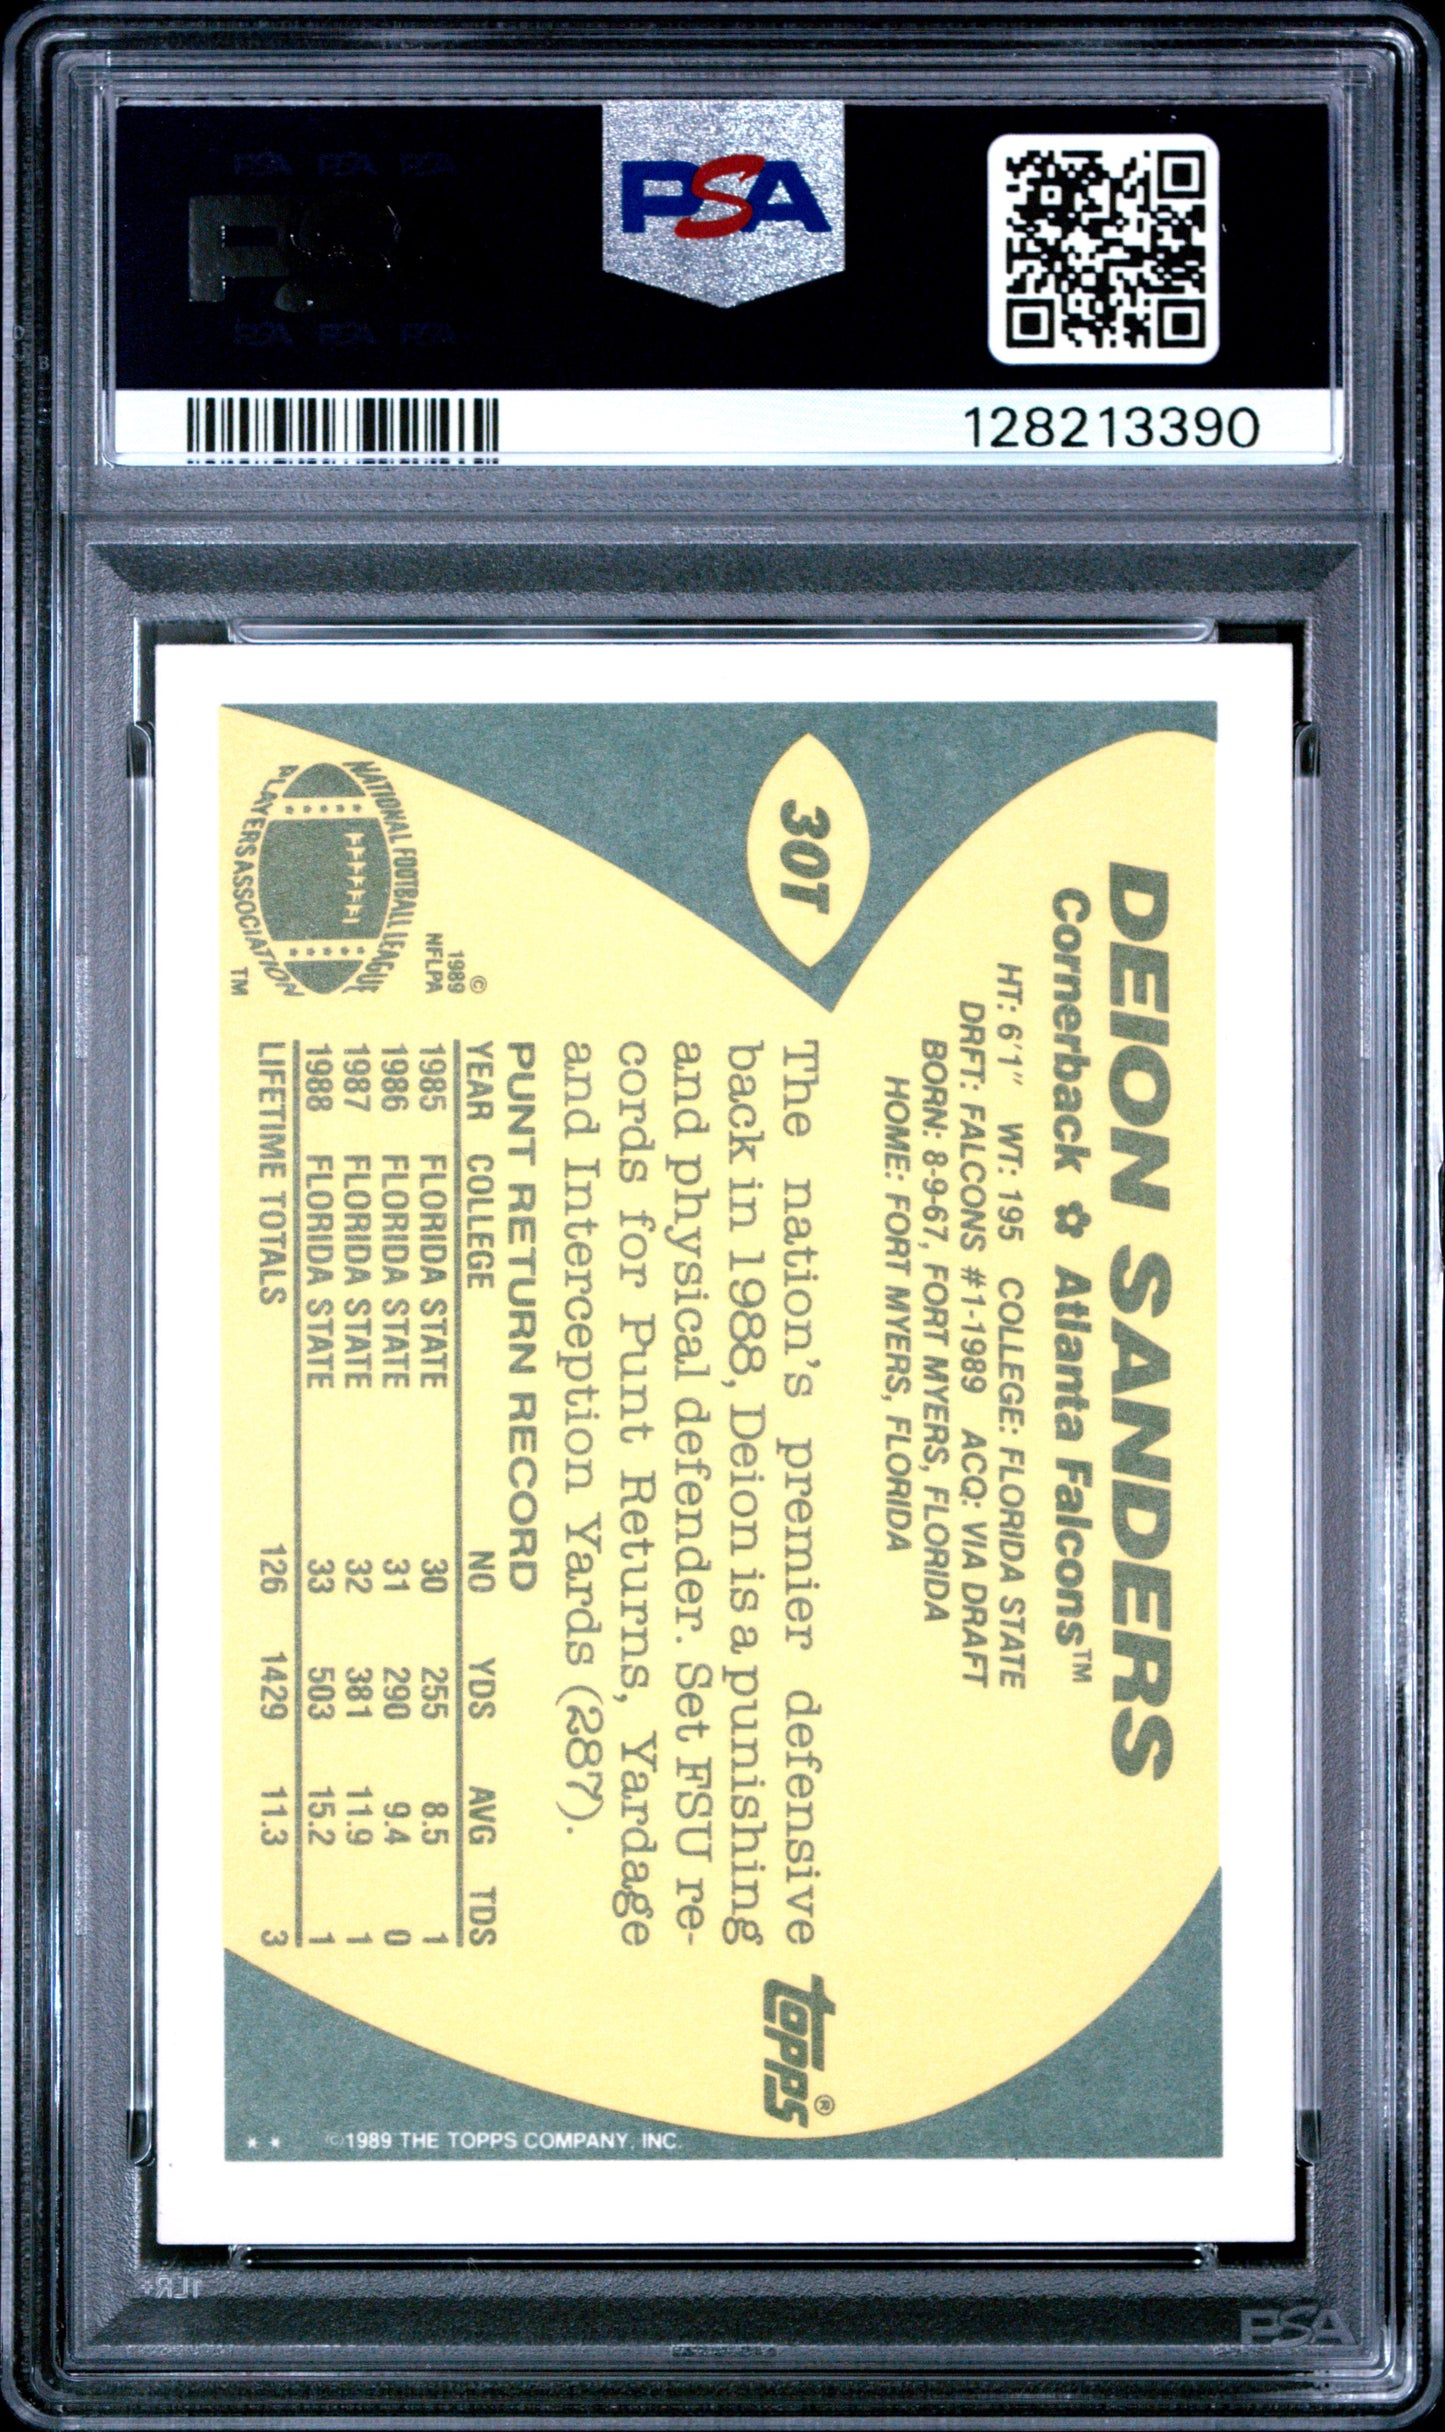 PSA PSA PSA
PSA
PSA PSA PSA
128213390
30T
DEION SANDERS
Cornerback ✿ Atlanta Falcons™
HT: 6'1" WT: 195 COLLEGE: FLORIDA STATE
DRFT: FALCONS #1-1989 ACQ: VIA DRAFT
BORN: 8-9-67, FORT MYERS, FLORIDA
HOME: FORT MYERS, FLORIDA
The nation's premier defensive
back in 1988, Deion is a punishing
and physical defender. Set FSU re-
cords for Punt Returns, Yardage
and Interception Yards (287).
topps®
PUNT RETURN RECORD
YEAR COLLEGE NO YDS AVG TDS
1985 FLORIDA STATE 30 255 8.5 1
1986 FLORIDA STATE 31 290 9.4 0
1987 FLORIDA STATE 32 381 11.9 1
1988 FLORIDA STATE 33 503 15.2 1
LIFETIME TOTALS 126 1429 11.3 3
©
1989
NFLPA
NATIONAL FOOTBALL LEAGUE
PLAYERS ASSOCIATION
TM
** ©1989 THE TOPPS COMPANY, INC.
PSA